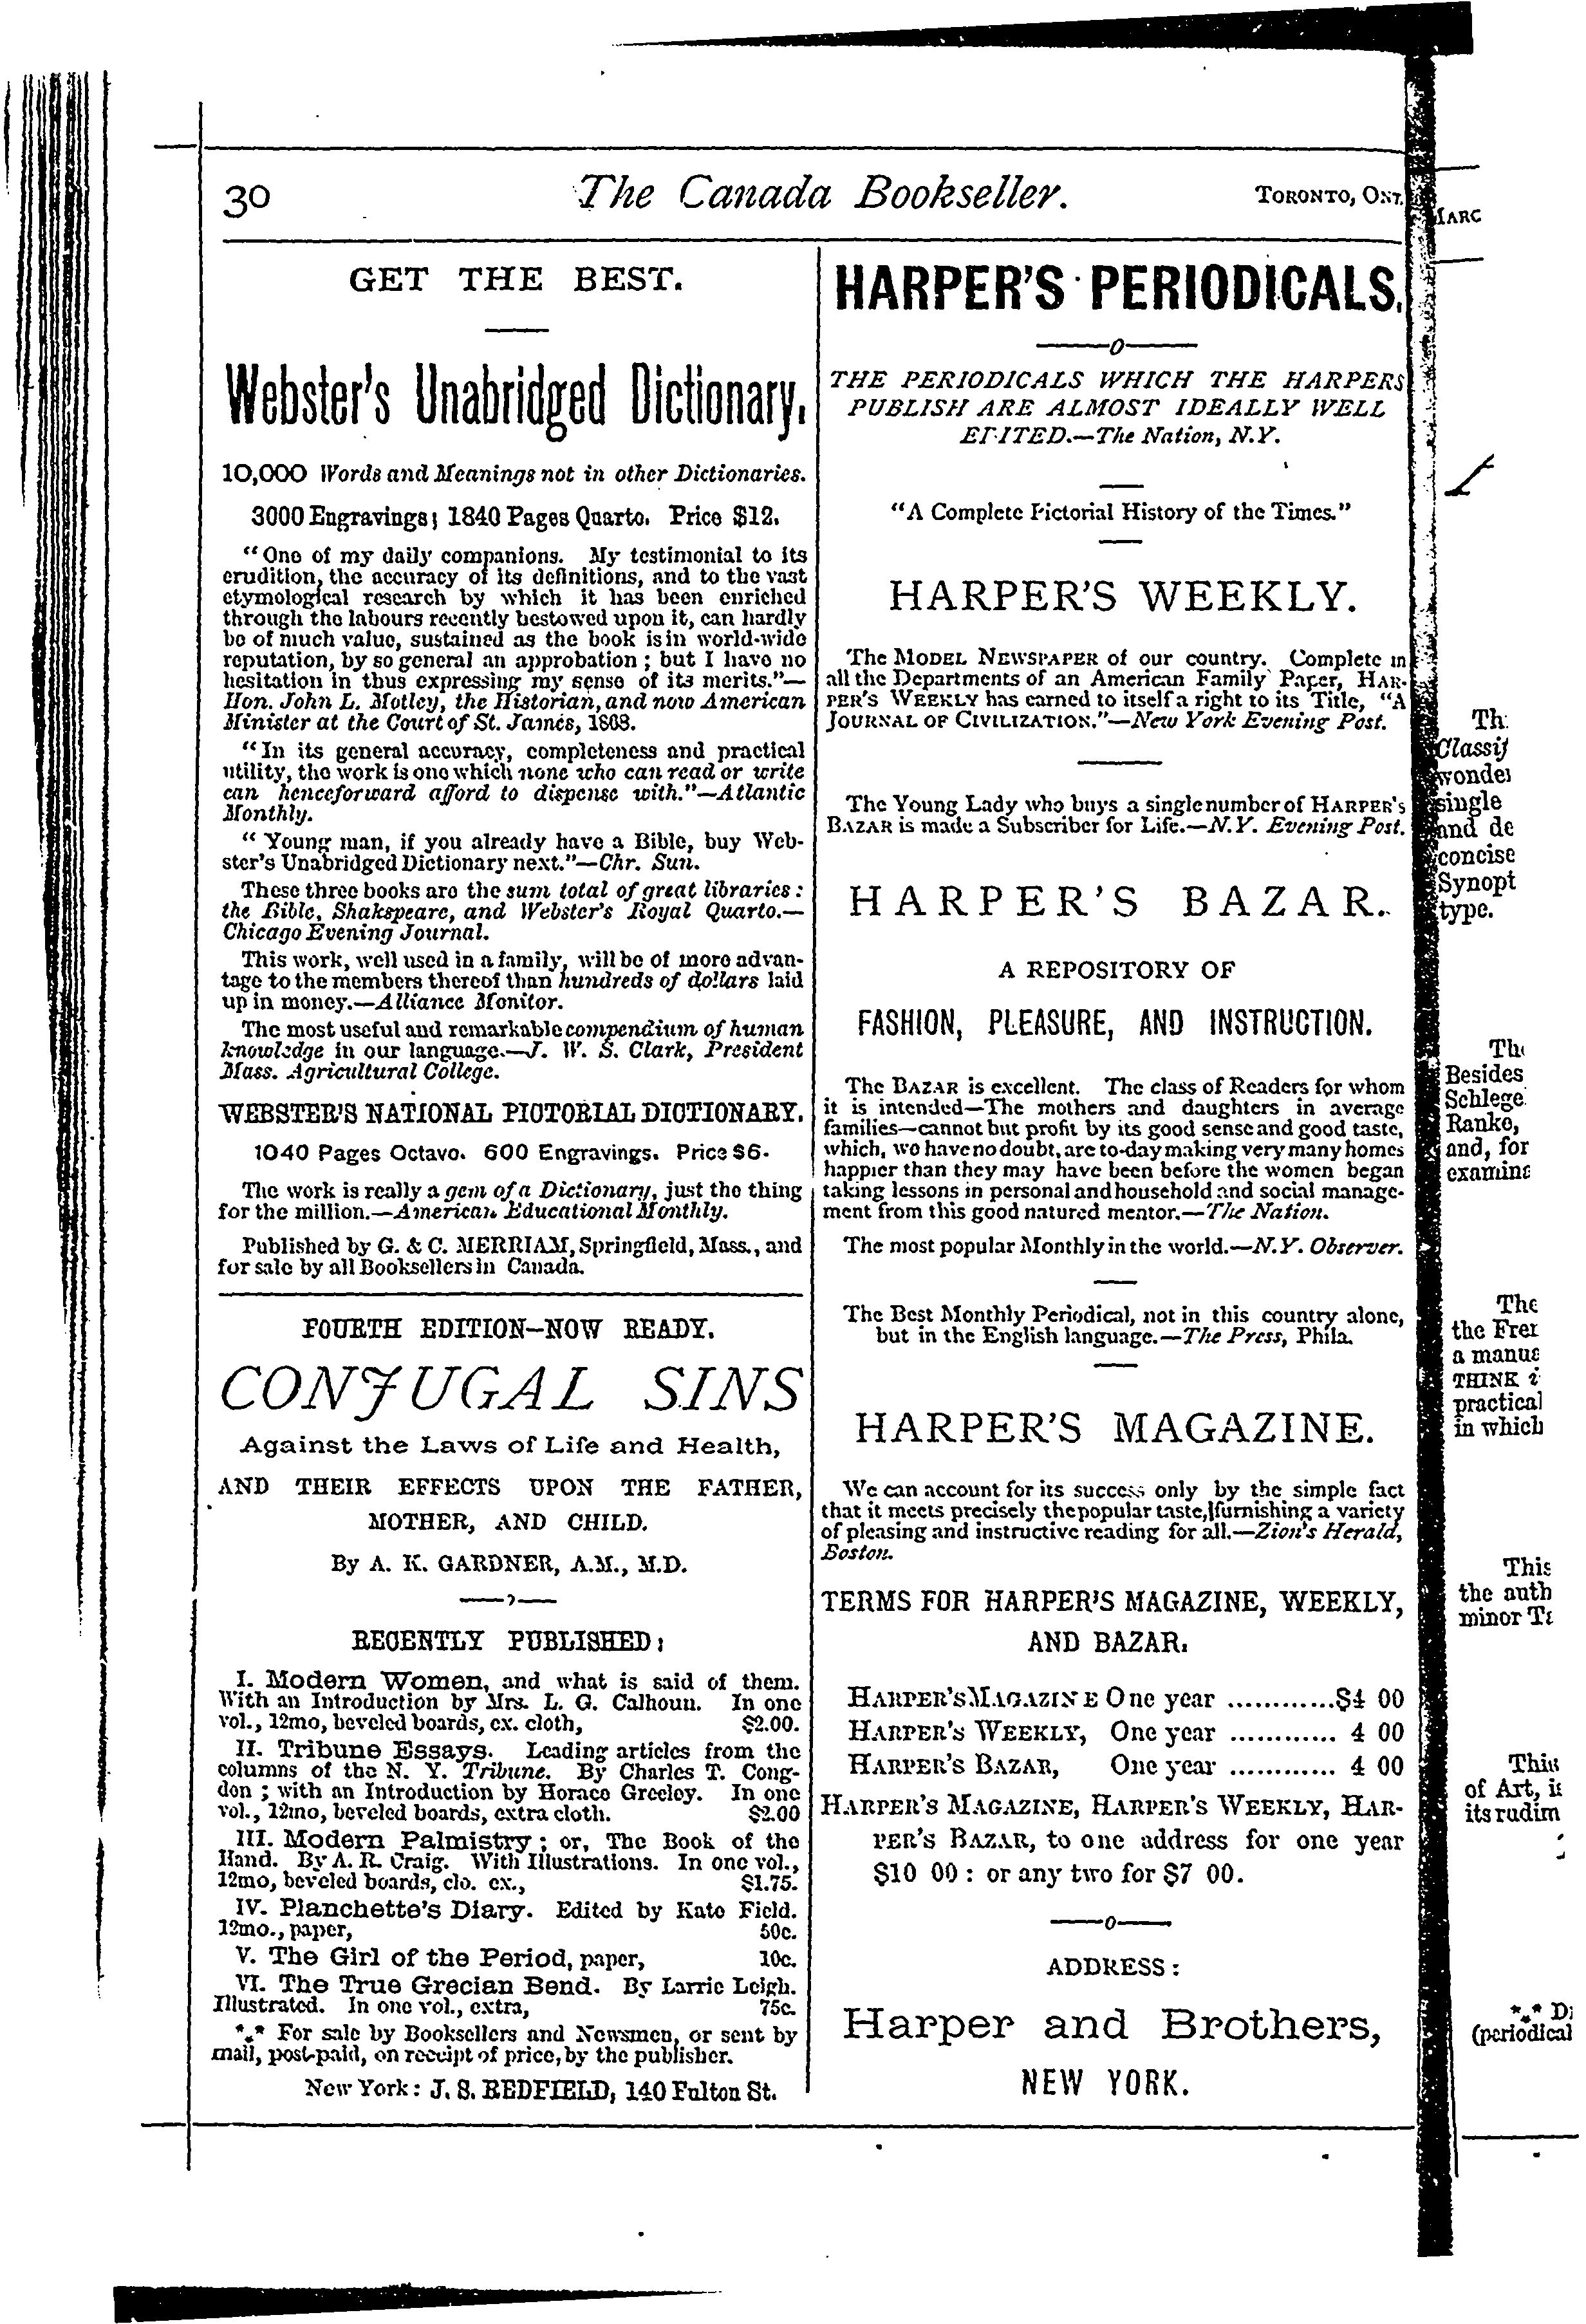 30 The Canada Bookseller. TORONTO, ONT.
GET THE BEST.
Webster's Unabridged Dictionary.
10,000 Words and Meanings not in other Dictionaries.
3000 Engravings; 1840 Pages Quarto. Price $12.
"One of my daily companions. My testimonial to its
erudition, the accuracy of its definitions, and to the vast
etymological research by which it has been enriched
through the labours recently bestowed upon it, can hardly
be of much value, sustained as the book is in world-wide
reputation, by so general an approbation; but I have no
hesitation in thus expressing my sense of its merits."—
Hon. John L. Motley, the Historian, and now American
Minister at the Court of St. James, 1868.
"In its general accuracy, completeness and practical
utility, the work is one which none who can read or write
can henceforward afford to dispense with."—Atlantic
Monthly.
"Young man, if you already have a Bible, buy Web-
ster's Unabridged Dictionary next."—Chr. Sun.
These three books are the sum total of great libraries:
the Bible, Shakspeare, and Webster's Royal Quarto.—
Chicago Evening Journal.
This work, well used in a family, will be of more advan-
tage to the members thereof than hundreds of dollars laid
up in money.—Alliance Monitor.
The most useful and remarkable compendium of human
knowledge in our language.—J. W. S. Clark, President
Mass. Agricultural College.
WEBSTER'S NATIONAL PICTORIAL DICTIONARY.
1040 Pages Octavo. 600 Engravings. Price $6.
The work is really a gem of a Dictionary, just the thing
for the million.—American Educational Monthly.
Published by G. & C. MERRIAM, Springfield, Mass., and
for sale by all Booksellers in Canada.
FOURTH EDITION—NOW READY.
CONJUGAL SINS
Against the Laws of Life and Health,
AND THEIR EFFECTS UPON THE FATHER,
MOTHER, AND CHILD.
By A. K. GARDNER, A.M., M.D.
RECENTLY PUBLISHED:
I. Modern Women, and what is said of them.
With an Introduction by Mrs. L. G. Calhoun. In one
vol., 12mo, beveled boards, ex. cloth, $2.00.
II. Tribune Essays. Leading articles from the
columns of the N. Y. Tribune. By Charles T. Cong-
don; with an Introduction by Horace Greeley. In one
vol., 12mo, beveled boards, extra cloth. $2.00
III. Modern Palmistry; or, The Book of the
Hand. By A. R. Craig. With Illustrations. In one vol.,
12mo, beveled boards, clo. ex., $1.75.
IV. Planchette's Diary. Edited by Kate Field.
12mo., paper, 50c.
V. The Girl of the Period, paper, 10c.
VI. The True Grecian Bend. By Larrie Leigh.
Illustrated. In one vol., extra, 75c.
*** For sale by Booksellers and Newsmen, or sent by
mail, post-paid, on receipt of price, by the publisher.
New York: J. S. REDFIELD, 140 Fulton St.
HARPER'S PERIODICALS.
—o—
THE PERIODICALS WHICH THE HARPERS
PUBLISH ARE ALMOST IDEALLY WELL
EDITED.—The Nation, N.Y.
"A Complete Pictorial History of the Times."
HARPER'S WEEKLY.
The MODEL NEWSPAPER of our country. Complete in
all the Departments of an American Family Paper, HAR-
PER'S WEEKLY has earned to itself a right to its Title, "A
JOURNAL OF CIVILIZATION."—New York Evening Post.
The Young Lady who buys a single number of HARPER'S
BAZAR is made a Subscriber for Life.—N.Y. Evening Post.
HARPER'S BAZAR.
A REPOSITORY OF
FASHION, PLEASURE, AND INSTRUCTION.
The BAZAR is excellent. The class of Readers for whom
it is intended—The mothers and daughters in average
families—cannot but profit by its good sense and good taste,
which, we have no doubt, are to-day making very many homes
happier than they may have been before the women began
taking lessons in personal and household and social manage-
ment from this good natured mentor.—The Nation.
The most popular Monthly in the world.—N.Y. Observer.
The Best Monthly Periodical, not in this country alone,
but in the English language.—The Press, Phila.
HARPER'S MAGAZINE.
We can account for its success only by the simple fact
that it meets precisely the popular taste, furnishing a variety
of pleasing and instructive reading for all.—Zion's Herald,
Boston.
TERMS FOR HARPER'S MAGAZINE, WEEKLY,
AND BAZAR.
HARPER'S MAGAZINE One year ............$4 00
HARPER'S WEEKLY, One year ............ 4 00
HARPER'S BAZAR, One year ............ 4 00
HARPER'S MAGAZINE, HARPER'S WEEKLY, HAR-
PER'S BAZAR, to one address for one year
$10 00: or any two for $7 00.
—o—
ADDRESS:
Harper and Brothers,
NEW YORK.
Classif
single
and de
concise
Synopt
type.
Besides
Schlege
Ranke,
and, for
examine
The
the Frer
a manus
THINK i
practical
in which
This
the auth
minor
This
of Art, i
its rudim
*** D
(periodical